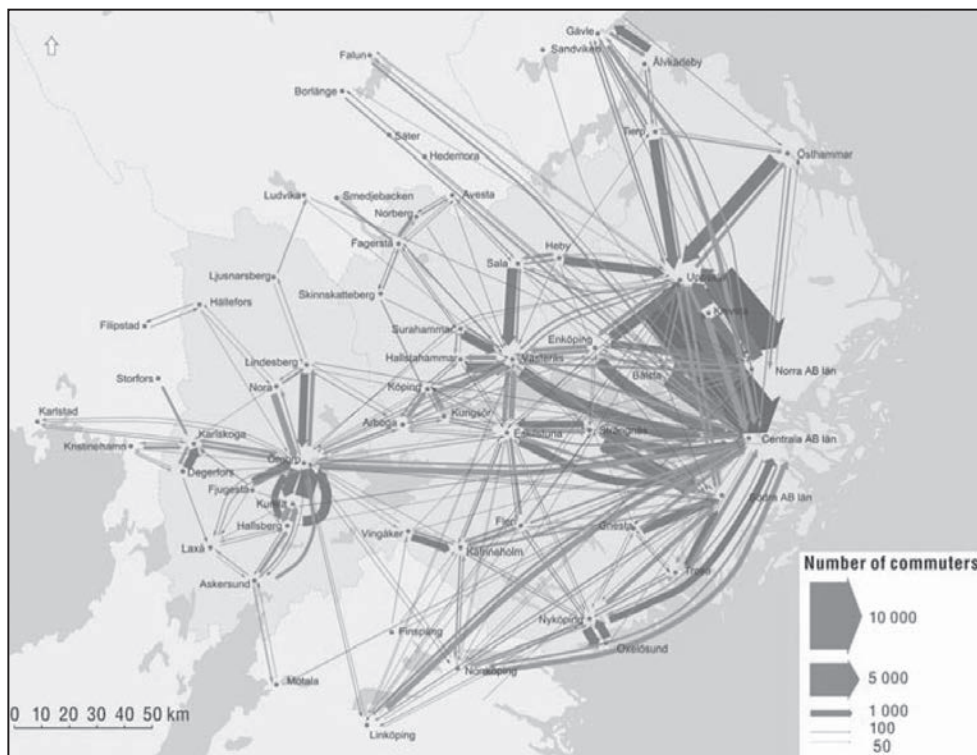 Gävle
Sandviken
Falun
Älvkarleby
Borlänge
Säter
Tierp
Hedemora
Östhammar
Ludvika
Smedjebacken
Avesta
Norberg
Fagersta
Heby
Sala
Uppsala
Ljusnarsberg
Skinnskatteberg
Hällefors
Knivsta
Filipstad
Surahammar
Enköping
Hallstahammar
Västerås
Lindesberg
Norra AB län
Storfors
Bålsta
Nora
Köping
Kungsör
Karlstad
Arboga
Strängnäs
Eskilstuna
Karlskoga
Centrala AB län
Kristinehamn
Örebro
Degerfors
Fjugesta
Södra AB län
Kumla
Hallsberg
Flen
Gnesta
Vingåker
Laxå
Katrineholm
Number of commuters
Trosa
Askersund
10 000
Nyköping
Finspång
Oxelösund
5 000
Norrköping
Motala
1 000
0 10 20 30 40 50 km
100
50
Linköping